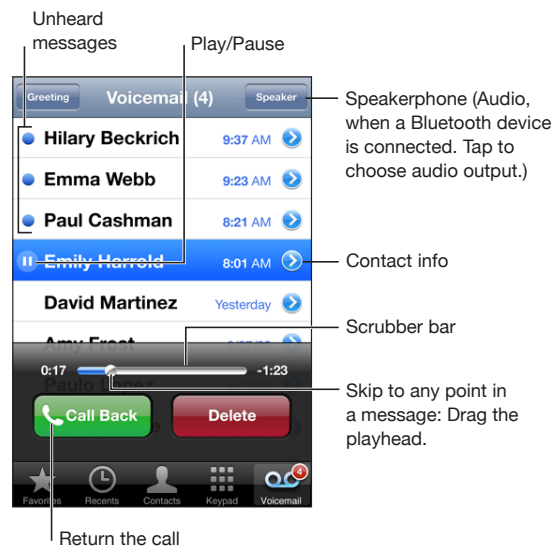 Unheard
messages
Play/Pause
Greeting
Voicemail (4)
Speaker
Speakerphone (Audio,
when a Bluetooth device
is connected. Tap to
choose audio output.)
Hilary Beckrich
9:37 AM
Emma Webb
9:23 AM
Paul Cashman
8:21 AM
Emily Harrold
8:01 AM
Contact info
David Martinez
Yesterday
Amy Frost
Scrubber bar
0:17
-1:23
Paulo Lopez
Skip to any point in
a message: Drag the
playhead.
Call Back
Delete
Favorites
Recents
Contacts
Keypad
Voicemail
4
Return the call